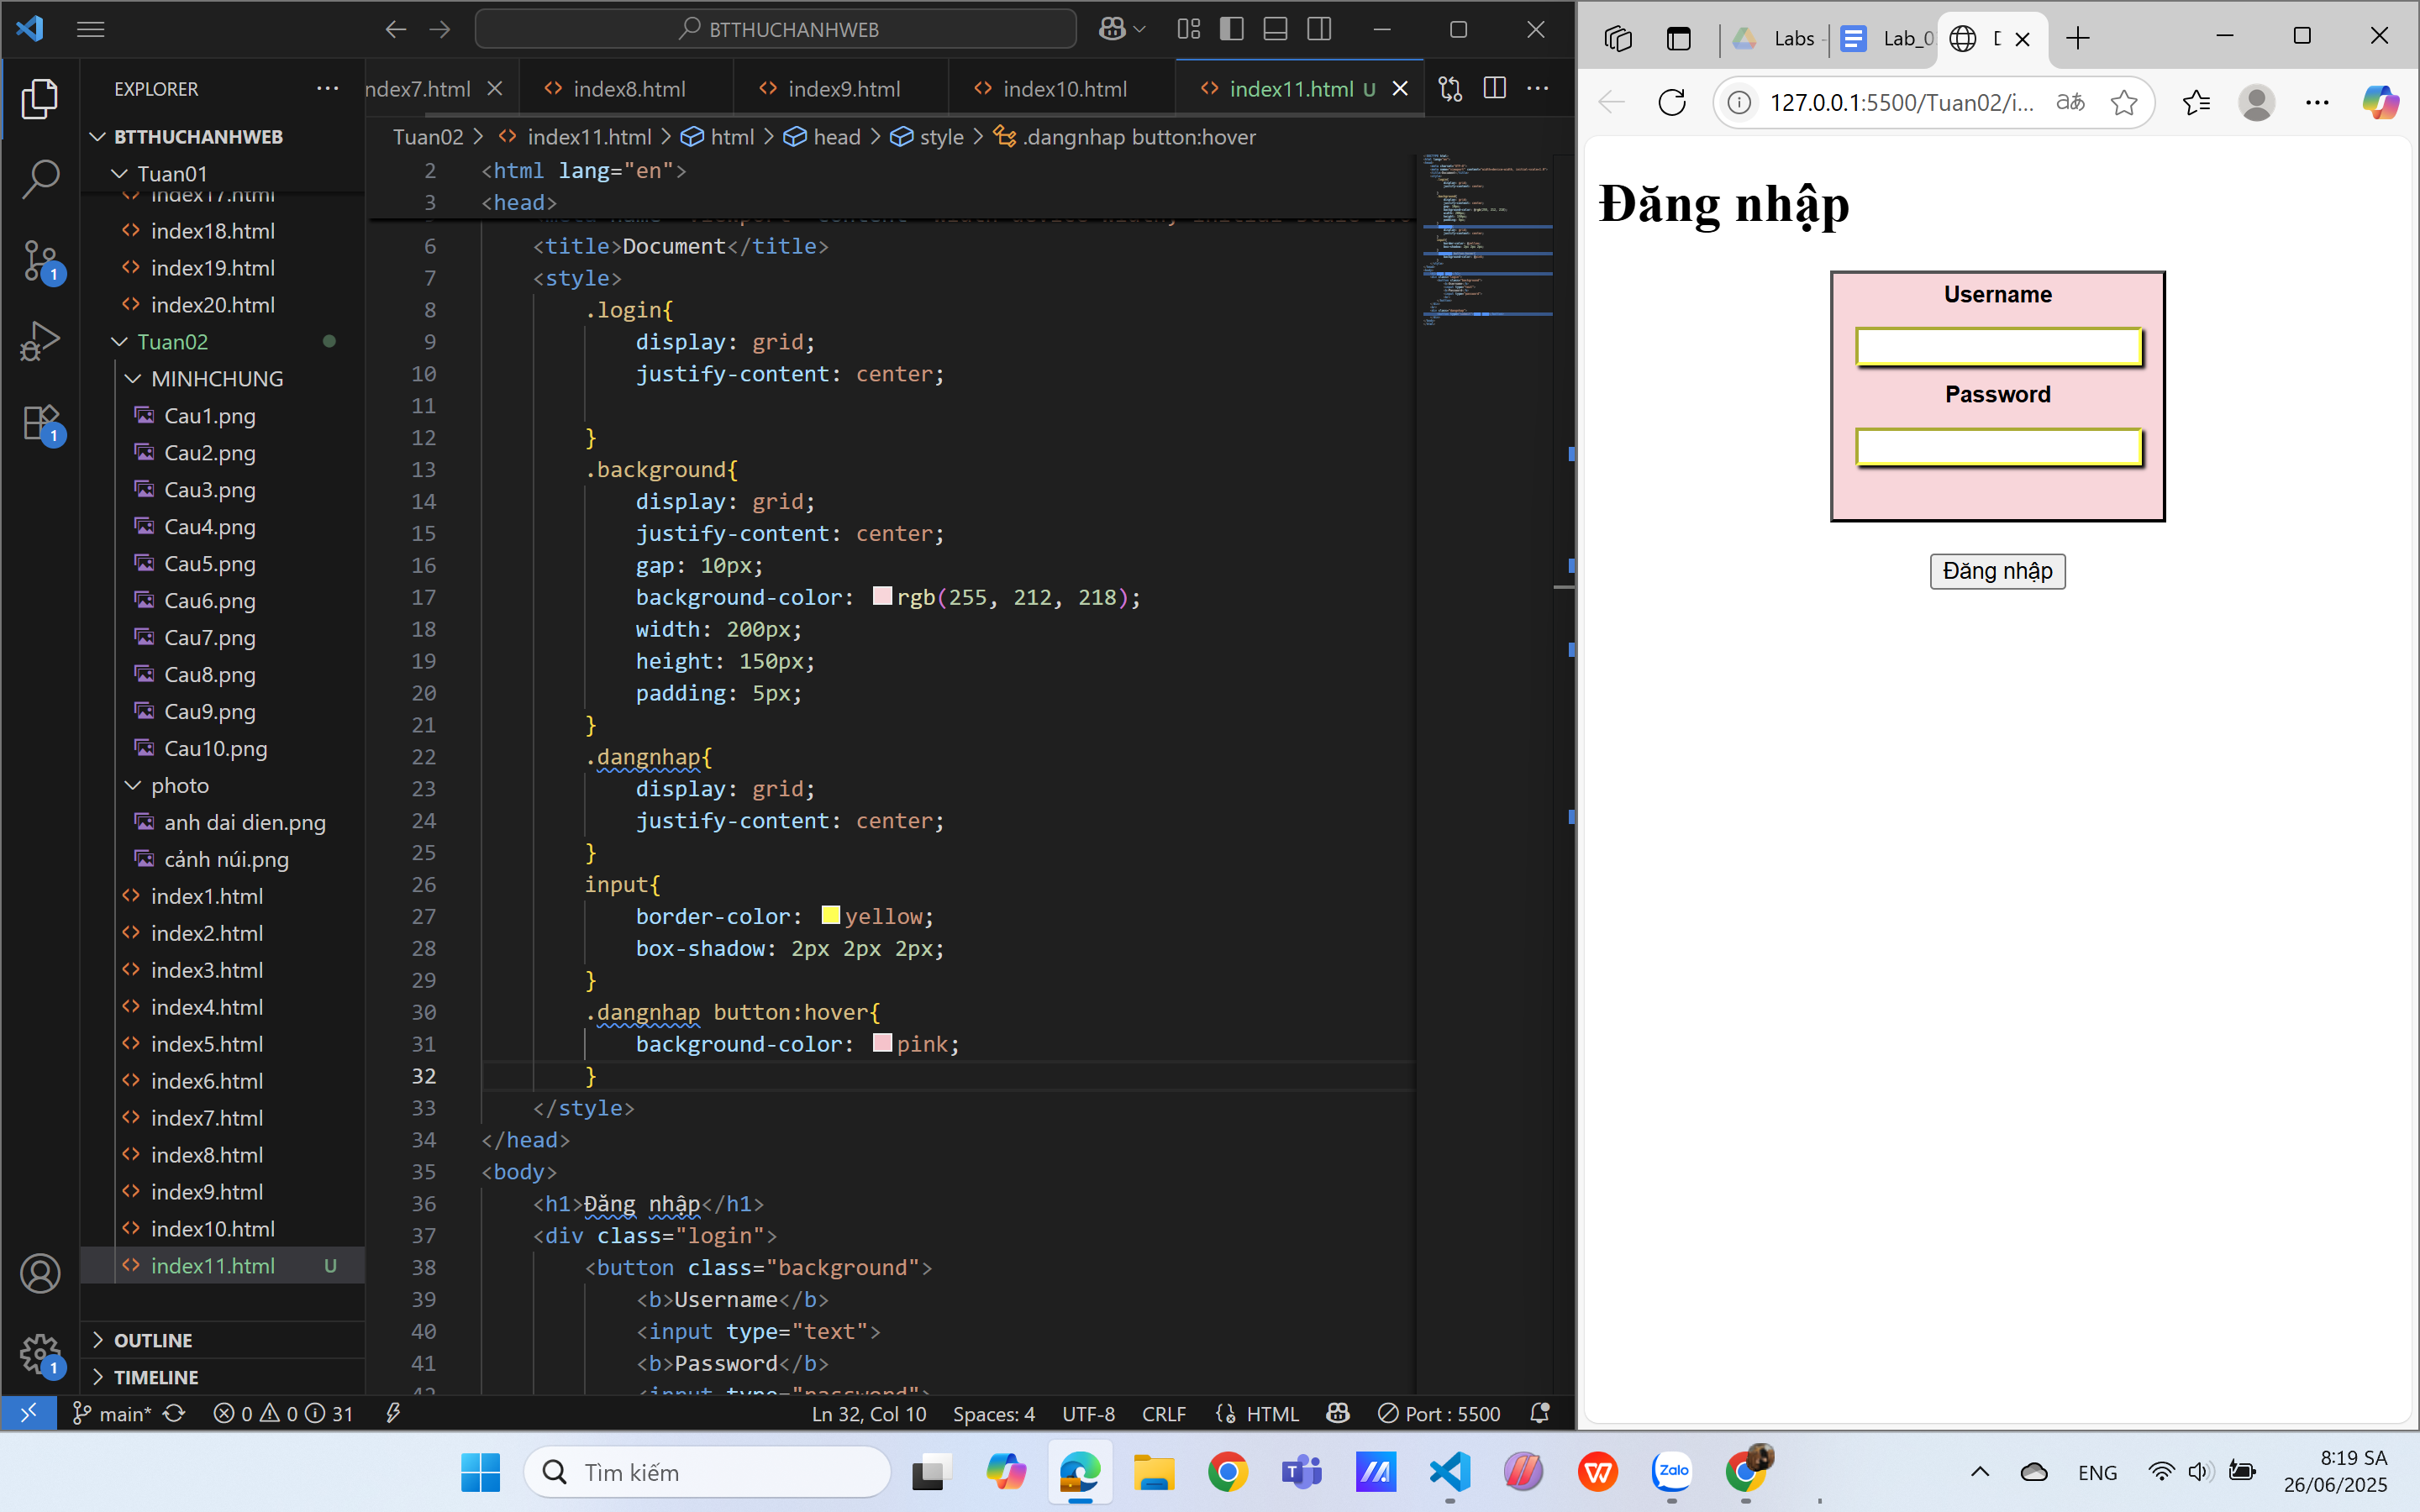 BTTHUCHANHWEB
EXPLORER
ndex7.html
index8.html
index9.html
index10.html
index11.html U
BTTHUCHANHWEB
Tuan01
index17.html
index18.html
index19.html
index20.html
Tuan02
MINHCHUNG
Cau1.png
Cau2.png
Cau3.png
Cau4.png
Cau5.png
Cau6.png
Cau7.png
Cau8.png
Cau9.png
Cau10.png
photo
anh dai dien.png
cảnh núi.png
index1.html
index2.html
index3.html
index4.html
index5.html
index6.html
index7.html
index8.html
index9.html
index10.html
index11.html U
OUTLINE
TIMELINE
1
1
1
Tuan02 > index11.html > html > head > style > .dangnhap button:hover
2 <html lang="en">
3 <head>
6 <title>Document</title>
7 <style>
8 .login{
9 display: grid;
10 justify-content: center;
11
12 }
13 .background{
14 display: grid;
15 justify-content: center;
16 gap: 10px;
17 background-color: rgb(255, 212, 218);
18 width: 200px;
19 height: 150px;
20 padding: 5px;
21 }
22 .dangnhap{
23 display: grid;
24 justify-content: center;
25 }
26 input{
27 border-color: yellow;
28 box-shadow: 2px 2px 2px;
29 }
30 .dangnhap button:hover{
31 background-color: pink;
32 }
33 </style>
34 </head>
35 <body>
36 <h1>Đăng nhập</h1>
37 <div class="login">
38 <button class="background">
39 <b>Username</b>
40 <input type="text">
41 <b>Password</b>
42 <input type="password">
main* 0 0 31
Ln 32, Col 10 Spaces: 4 UTF-8 CRLF HTML Port : 5500
Labs - Lab_0
127.0.0.1:5500/Tuan02/i...
Đăng nhập
Username
Password
Đăng nhập
Tìm kiếm
Zalo
ENG
8:19 SA
26/06/2025